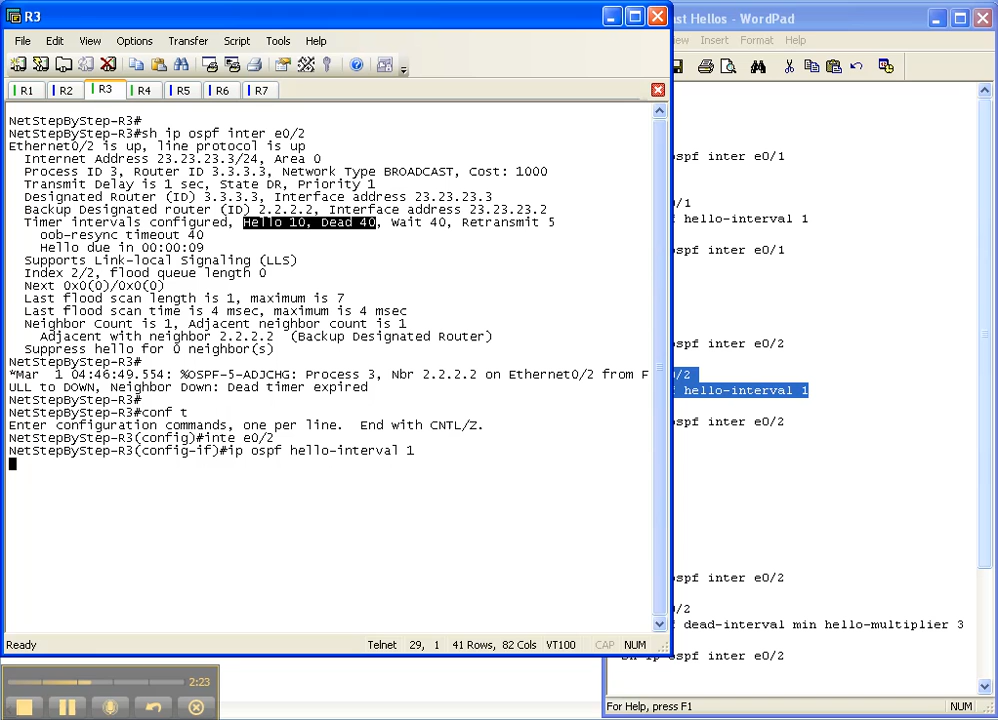 R3
File Edit View Options Transfer Script Tools Help
R1 R2 R3 R4 R5 R6 R7
NetStepByStep-R3#
NetStepByStep-R3#sh ip ospf inter e0/2
Ethernet0/2 is up, line protocol is up
Internet Address 23.23.23.3/24, Area 0
Process ID 3, Router ID 3.3.3.3, Network Type BROADCAST, Cost: 1000
Transmit Delay is 1 sec, State DR, Priority 1
Designated Router (ID) 3.3.3.3, Interface address 23.23.23.3
Backup Designated router (ID) 2.2.2.2, Interface address 23.23.23.2
Timer intervals configured, Hello 10, Dead 40, Wait 40, Retransmit 5
oob-resync timeout 40
Hello due in 00:00:09
Supports Link-local Signaling (LLS)
Index 2/2, flood queue length 0
Next 0x0(0)/0x0(0)
Last flood scan length is 1, maximum is 7
Last flood scan time is 4 msec, maximum is 4 msec
Neighbor Count is 1, Adjacent neighbor count is 1
Adjacent with neighbor 2.2.2.2 (Backup Designated Router)
Suppress hello for 0 neighbor(s)
NetStepByStep-R3#
*Mar 1 04:46:49.554: %OSPF-5-ADJCHG: Process 3, Nbr 2.2.2.2 on Ethernet0/2 from F
ULL to DOWN, Neighbor Down: Dead timer expired
NetStepByStep-R3#
NetStepByStep-R3#conf t
Enter configuration commands, one per line. End with CNTL/Z.
NetStepByStep-R3(config)#inte e0/2
NetStepByStep-R3(config-if)#ip ospf hello-interval 1
Ready Telnet 29, 1 41 Rows, 82 Cols VT100 CAP NUM
2:23
st Hellos - WordPad
ew Insert Format Help
ospf inter e0/1
0/1
hello-interval 1
ospf inter e0/1
ospf inter e0/2
0/2
hello-interval 1
ospf inter e0/2
ospf inter e0/2
0/2
dead-interval min hello-multiplier 3
sh ip ospf inter e0/2
For Help, press F1 NUM